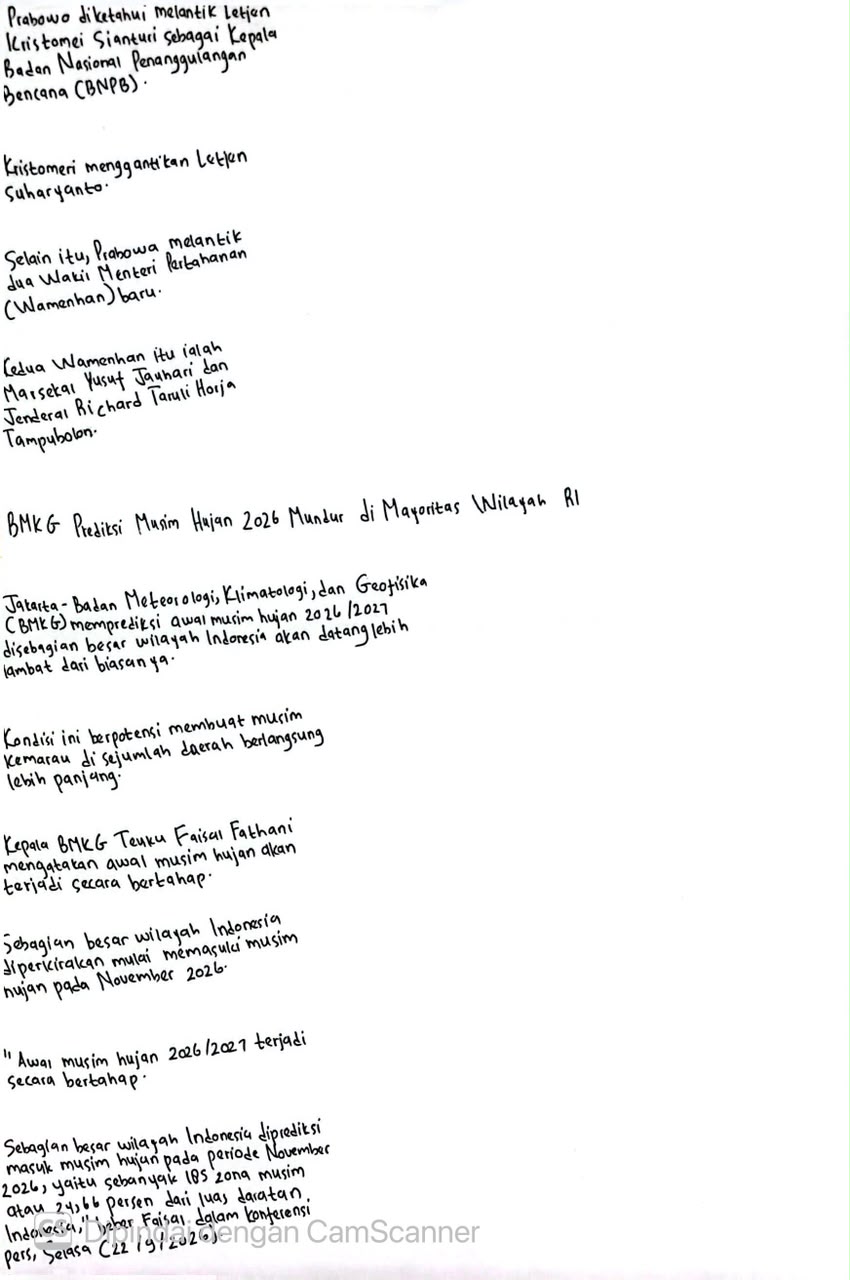 Prabowo diketahui melantik Letjen
Kristomei Sianturi sebagai Kepala
Badan Nasional Penanggulangan
Bencana (BNPB).
Kristomeri menggantikan Letjen
Suharyanto.
Selain itu, Prabowa melantik
dua Wakil Menteri Pertahanan
(Wamenhan) baru.
Kedua Wamenhan itu ialah
Marsekal Yusuf Jauhari dan
Jenderal Richard Taruli Horja
Tampubolon.
BMKG Prediksi Musim Hujan 2026 Mundur di Mayoritas Wilayah RI
Jakarta - Badan Meteorologi, Klimatologi, dan Geofisika
(BMKG) memprediksi awal musim hujan 2026/2027
disebagian besar wilayah Indonesia akan datang lebih
lambat dari biasanya.
Kondisi ini berpotensi membuat musim
kemarau di sejumlah daerah berlangsung
lebih panjang.
Kepala BMKG Teuku Faisal Fathani
mengatakan awal musim hujan akan
terjadi secara bertahap.
Sebagian besar wilayah Indonesia
diperkirakan mulai memasuki musim
hujan pada November 2026.
"Awal musim hujan 2026/2027 terjadi
secara bertahap.
Sebagian besar wilayah Indonesia diprediksi
masuk musim hujan pada periode November
2026, yaitu sebanyak 185 zona musim
atau 24,66 persen dari luas daratan
Indonesia," beber Faisal dalam konferensi
pers, Selasa (22/9/2026)
CS Dipindai dengan CamScanner